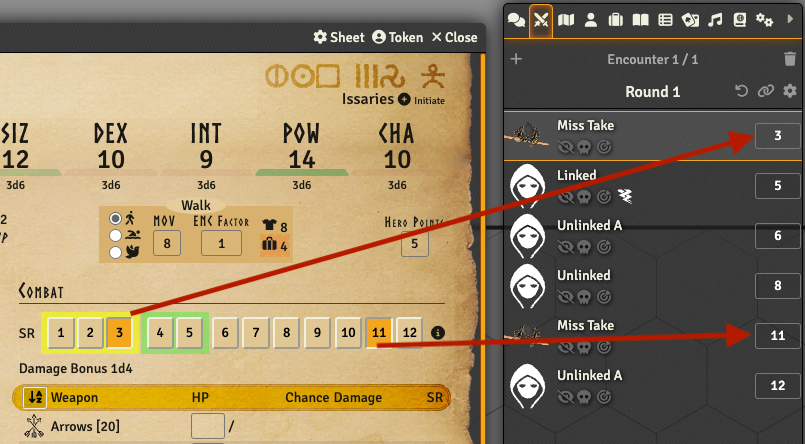 Sheet Token Close
Issaries Initiate
SIZ DEX INT POW CHA
12 10 9 14 10
3d6 3d6 3d6 3d6 3d6
Walk
MOV ENC Factor Hero Points
8 1 8 4 5
2
Combat
SR 1 2 3 4 5 6 7 8 9 10 11 12
Damage Bonus 1d4
Weapon HP Chance Damage SR
Arrows [20] /
Encounter 1 / 1
Round 1
Miss Take 3
Linked 5
Unlinked A 6
Unlinked 8
Miss Take 11
Unlinked A 12